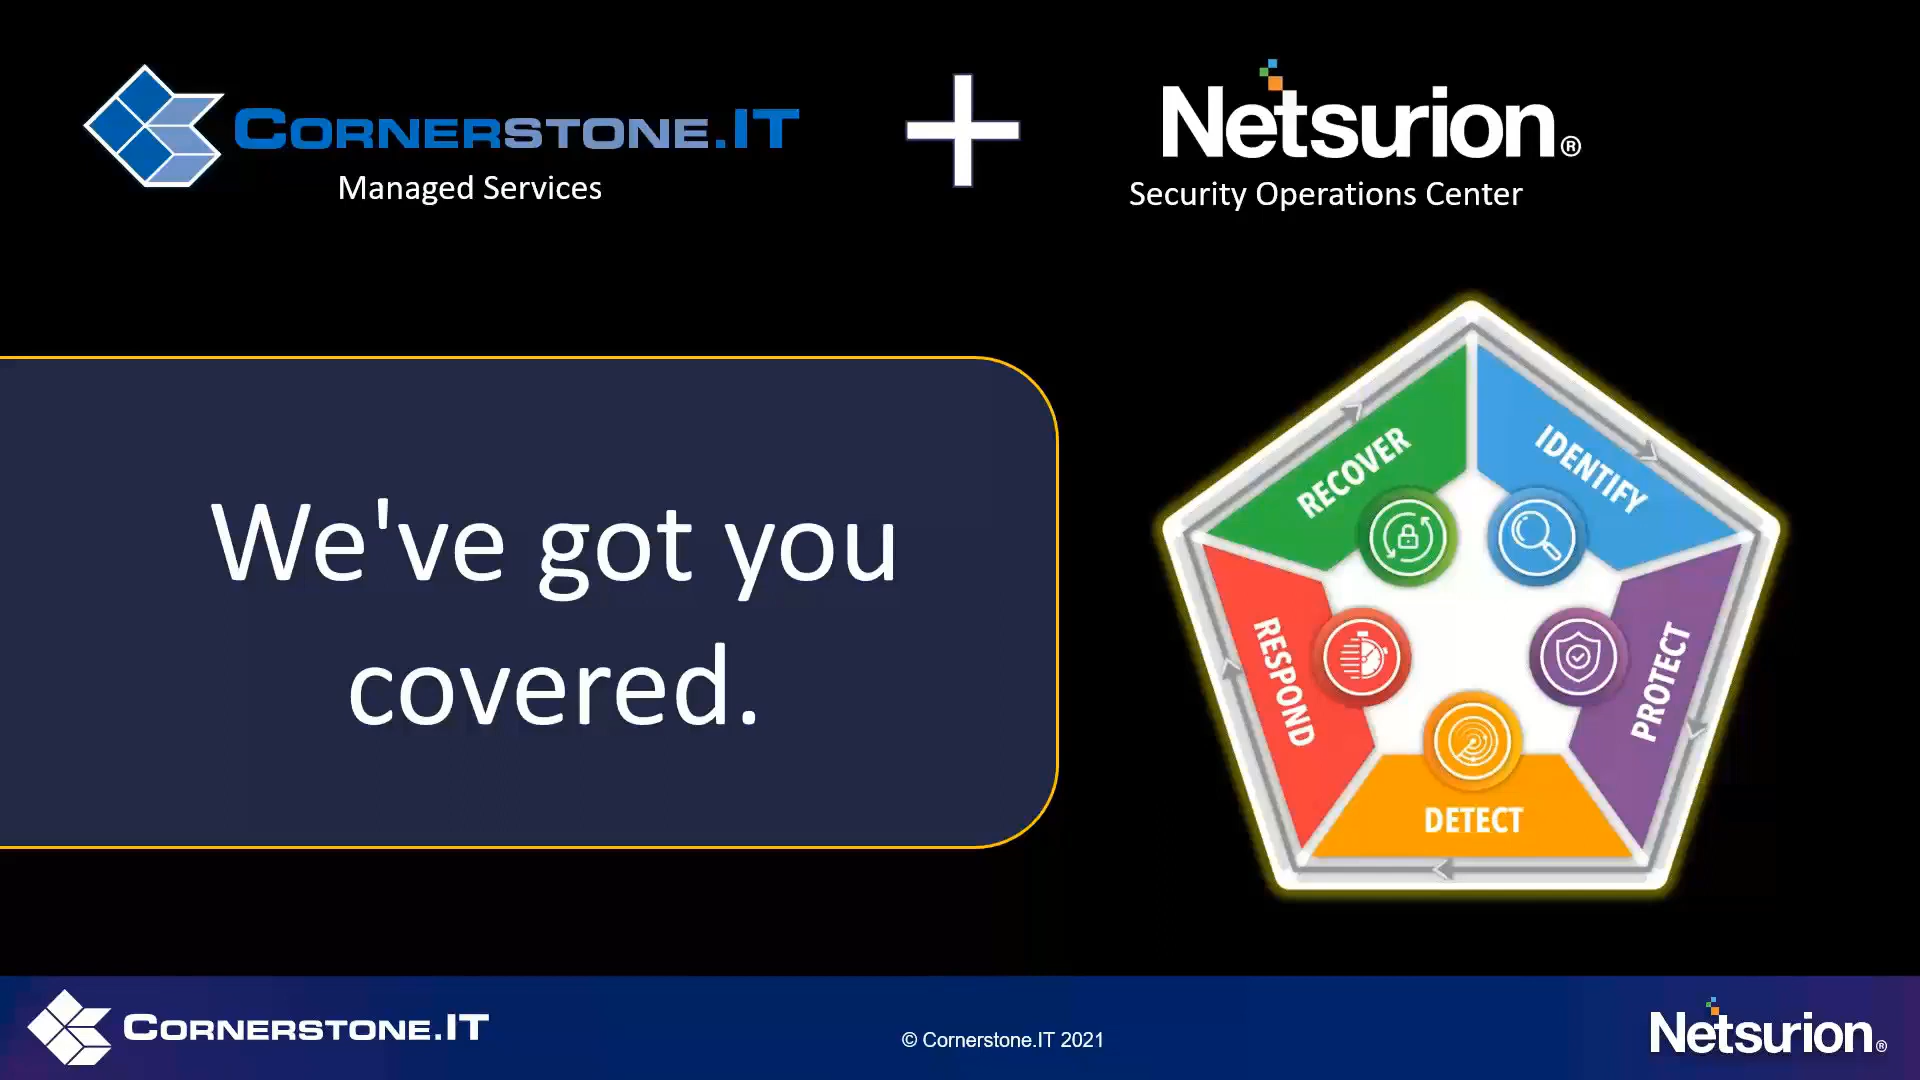 CORNERSTONE.IT
Managed Services
Netsurion®
Security Operations Center
We've got you
covered.
RECOVER
IDENTIFY
RESPOND
PROTECT
DETECT
CORNERSTONE.IT
© Cornerstone.IT 2021
Netsurion®